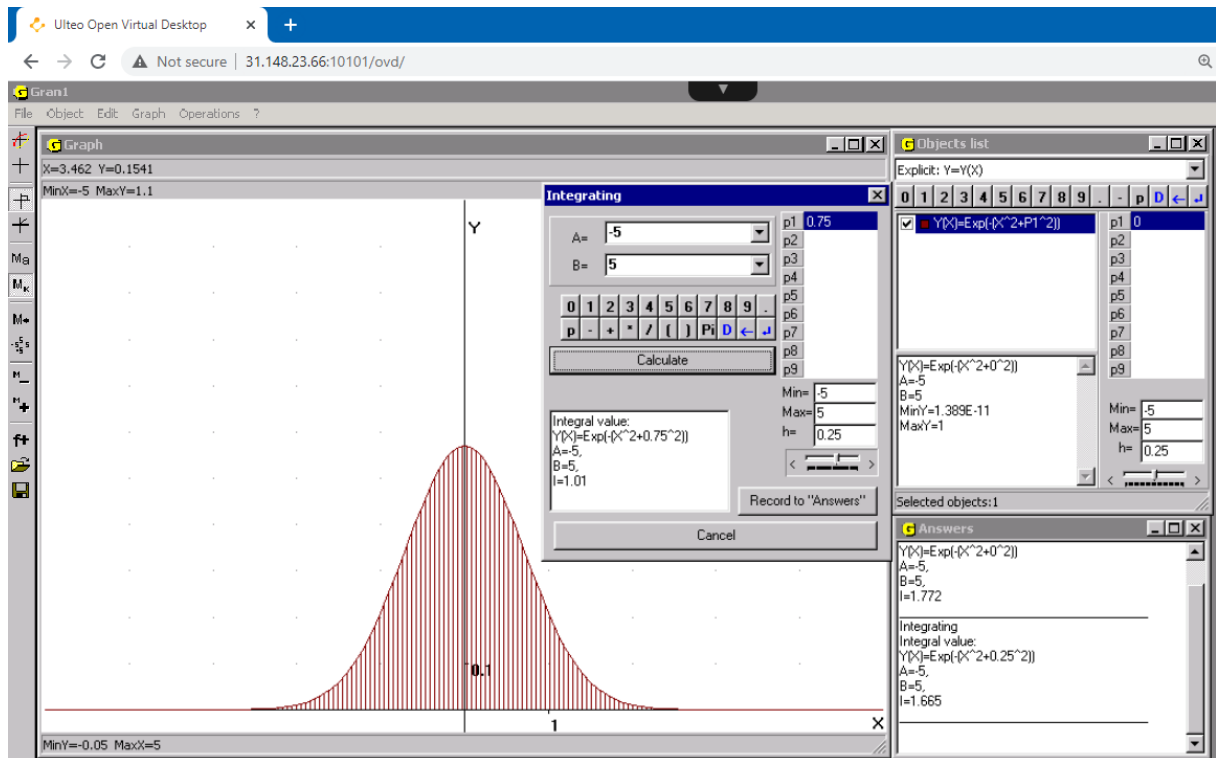 Ulteo Open Virtual Desktop
Not secure | 31.148.23.66:10101/ovd/
Gran1
File Object Edit Graph Operations ?
Graph
X=3.462 Y=0.1541
MinX=-5 MaxY=1.1
Y
0.1
1
X
MinY=-0.05 MaxX=5
Integrating
A= -5
B= 5
0 1 2 3 4 5 6 7 8 9 .
p - + * / ( ) Pi D ← ↲
Calculate
Integral value:
Y(X)=Exp(-(X^2+0.75^2))
A=-5,
B=5,
I=1.01
p1 0.75
p2
p3
p4
p5
p6
p7
p8
p9
Min= -5
Max= 5
h= 0.25
< >
Record to "Answers"
Cancel
Objects list
Explicit: Y=Y(X)
0 1 2 3 4 5 6 7 8 9 . - p D ← ↲
Y(X)=Exp(-(X^2+P1^2))
Y(X)=Exp(-(X^2+0^2))
A=-5
B=5
MinY=1.389E-11
MaxY=1
p1 0
p2
p3
p4
p5
p6
p7
p8
p9
Min= -5
Max= 5
h= 0.25
< >
Selected objects:1
Answers
Y(X)=Exp(-(X^2+0^2))
A=-5,
B=5,
I=1.772
Integrating
Integral value:
Y(X)=Exp(-(X^2+0.25^2))
A=-5,
B=5,
I=1.665